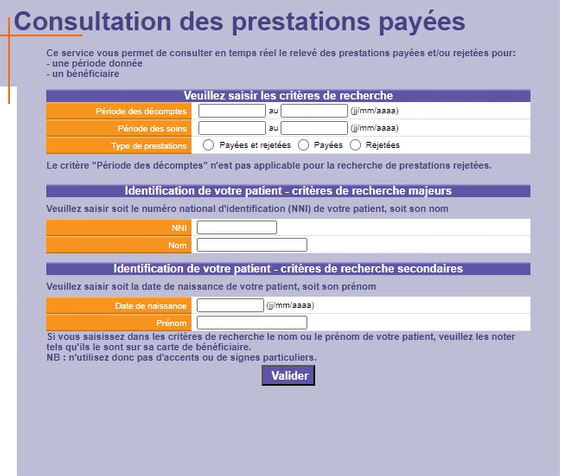 Consultation des prestations payées
Ce service vous permet de consulter en temps réel le relevé des prestations payées et/ou rejetées pour:
- une période donnée
- un bénéficiaire
Veuillez saisir les critères de recherche
Période des décomptes au (jj/mm/aaaa)
Période des soins au (jj/mm/aaaa)
Type de prestations Payées et rejetées Payées Rejetées
Le critère "Période des décomptes" n'est pas applicable pour la recherche de prestations rejetées.
Identification de votre patient - critères de recherche majeurs
Veuillez saisir soit le numéro national d'identification (NNI) de votre patient, soit son nom
NNI
Nom
Identification de votre patient - critères de recherche secondaires
Veuillez saisir soit la date de naissance de votre patient, soit son prénom
Date de naissance (jj/mm/aaaa)
Prénom
Si vous saisissez dans les critères de recherche le nom ou le prénom de votre patient, veuillez les noter
tels qu'ils le sont sur sa carte de bénéficiaire.
NB : n'utilisez donc pas d'accents ou de signes particuliers.
Valider